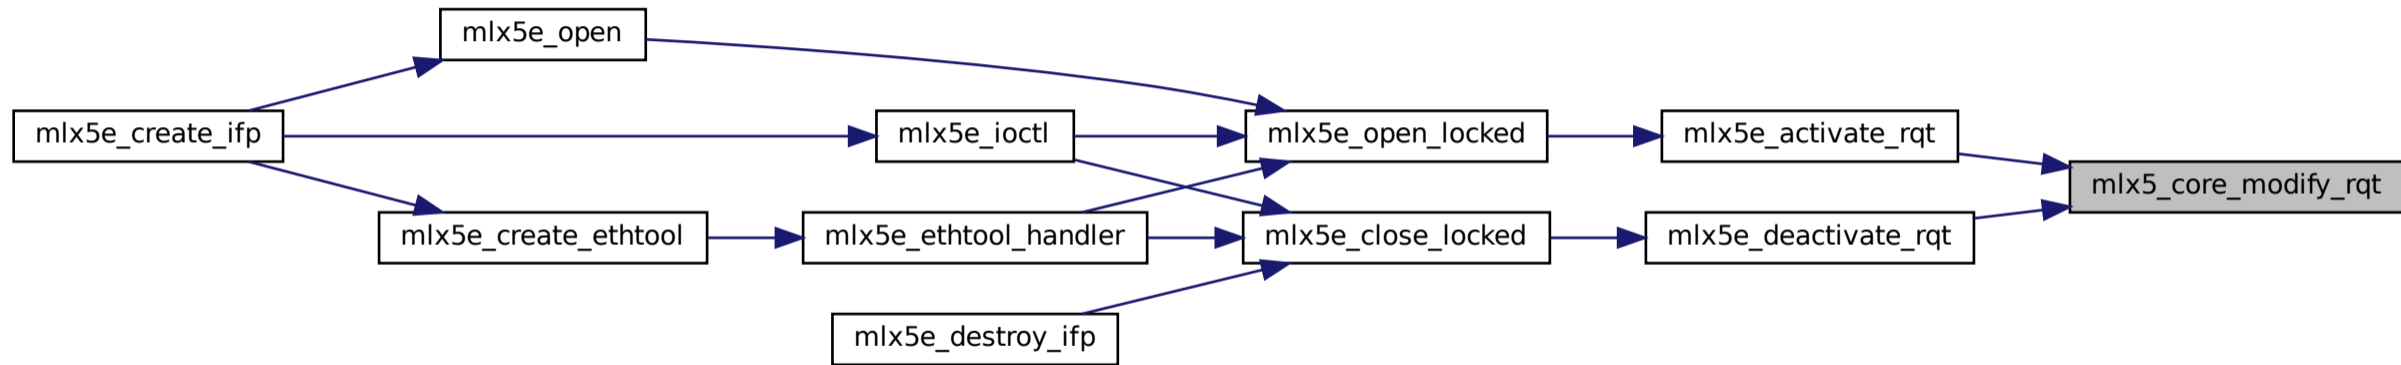 mlx5e_open
mlx5e_create_ifp
mlx5e_ioctl
mlx5e_open_locked
mlx5e_activate_rqt
mlx5_core_modify_rqt
mlx5e_create_ethtool
mlx5e_ethtool_handler
mlx5e_close_locked
mlx5e_deactivate_rqt
mlx5e_destroy_ifp